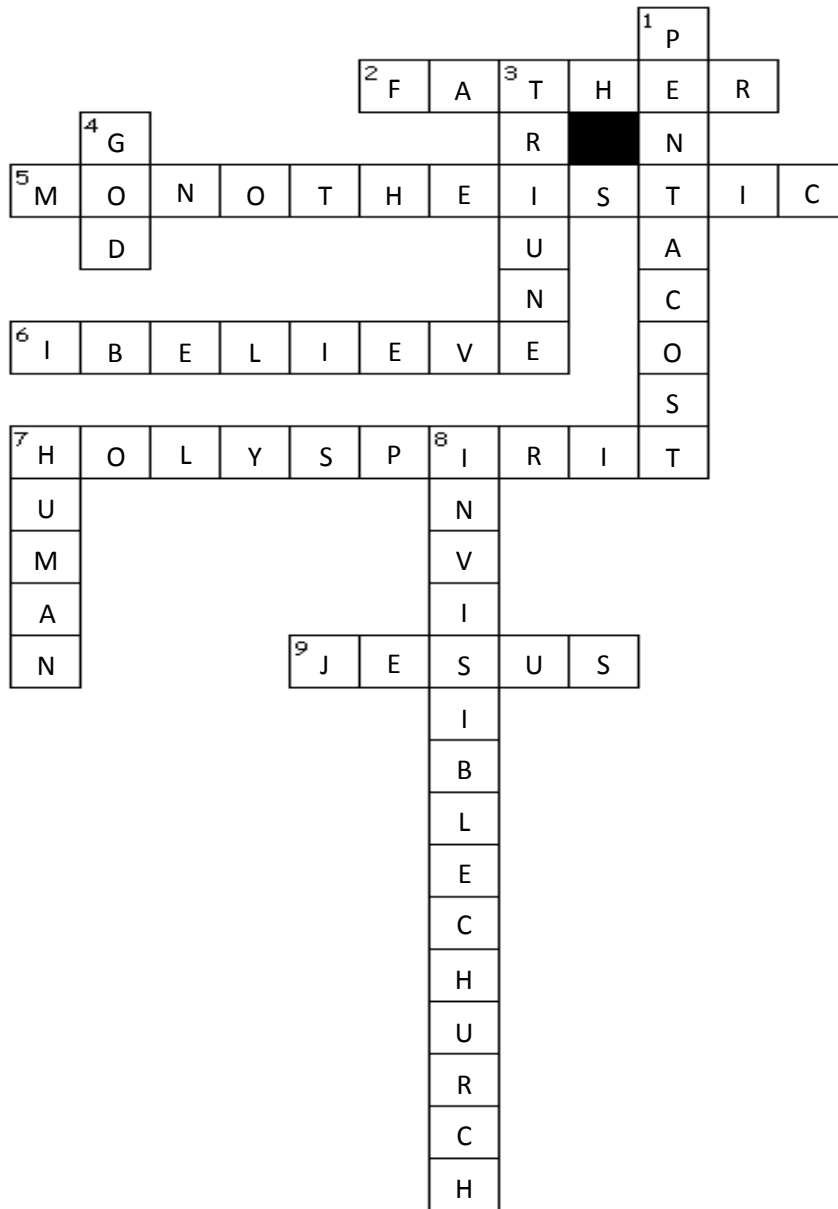 1 P
2 F A 3 T H E R
4 G R N
5 M O N O T H E I S T I C
D U A
N C
6 I B E L I E V E O
S
7 H O L Y S P 8 I R I T
U N
M V
A I
N 9 J E S U S
I
B
L
E
C
H
U
R
C
H